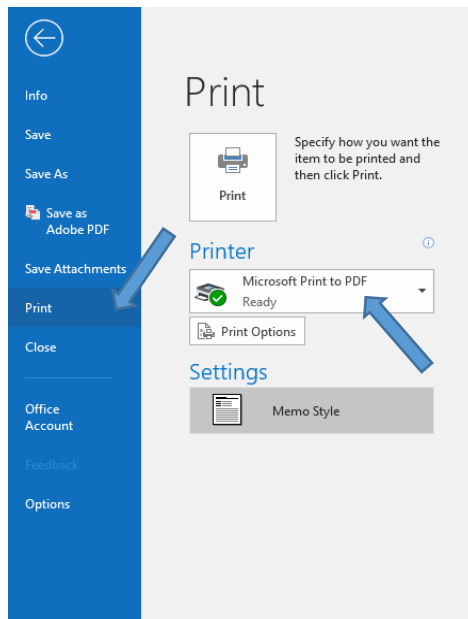 Info
Save
Save As
Save as
Adobe PDF
Save Attachments
Print
Close
Office
Account
Feedback
Options
Print
Print
Specify how you want the
item to be printed and
then click Print.
Printer
Microsoft Print to PDF
Ready
Print Options
Settings
Memo Style